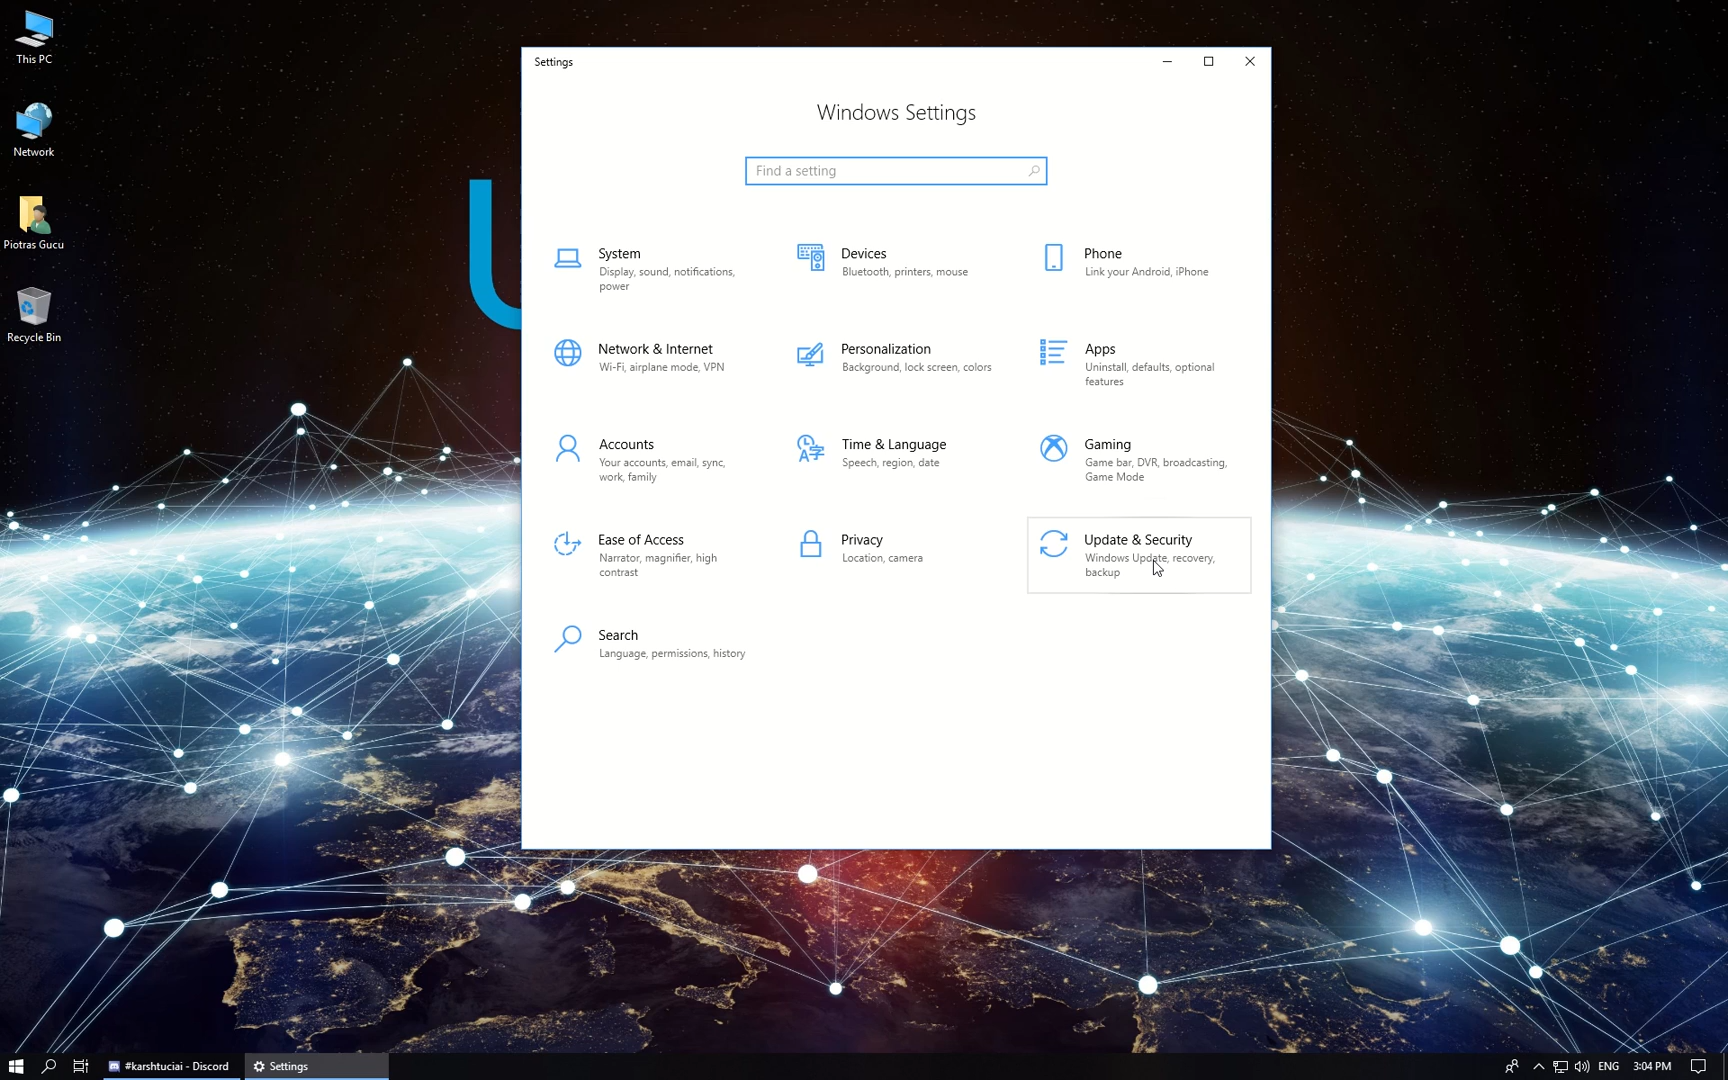 This PC
Network
Piotras Gucu
Recycle Bin
Settings
Windows Settings
Find a setting
System
Display, sound, notifications,
power
Devices
Bluetooth, printers, mouse
Phone
Link your Android, iPhone
Network & Internet
Wi-Fi, airplane mode, VPN
Personalization
Background, lock screen, colors
Apps
Uninstall, defaults, optional
features
Accounts
Your accounts, email, sync,
work, family
Time & Language
Speech, region, date
Gaming
Game bar, DVR, broadcasting,
Game Mode
Ease of Access
Narrator, magnifier, high
contrast
Privacy
Location, camera
Update & Security
Windows Update, recovery,
backup
Search
Language, permissions, history
#karshtuciai - Discord
Settings
ENG
3:04 PM